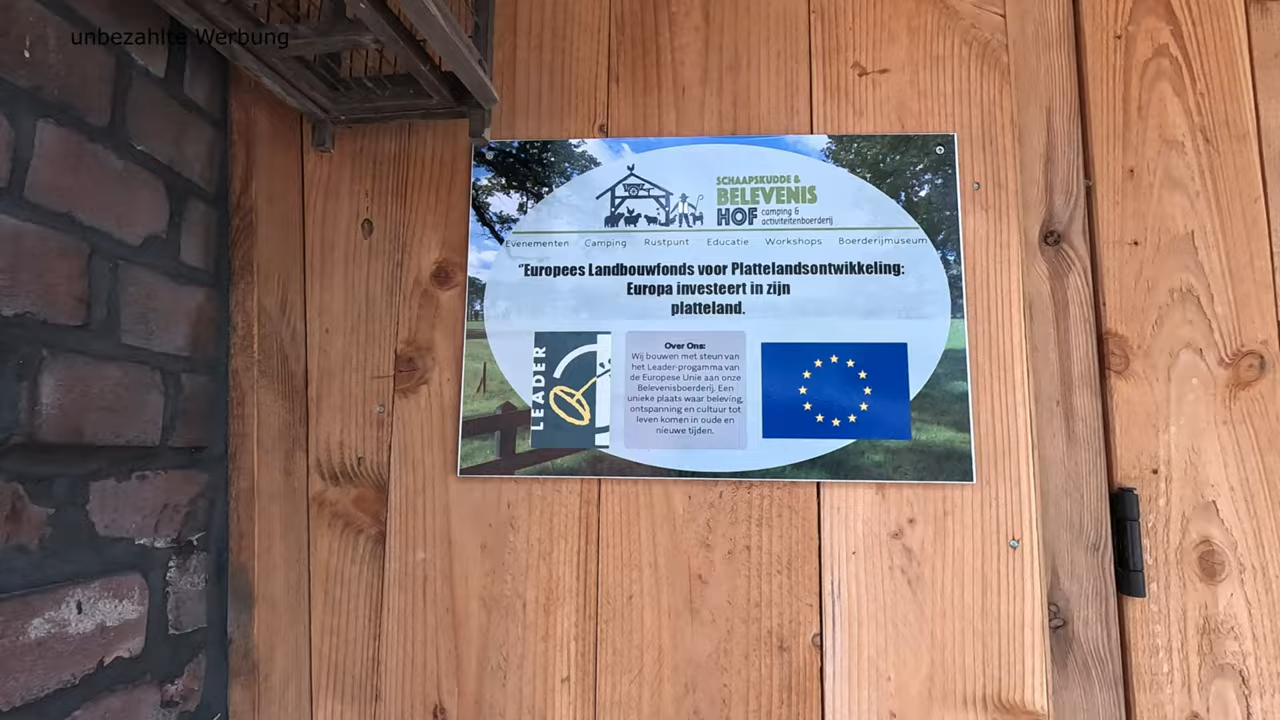 unbezahlte Werbung
SCHAAPSKUDDE &
BELEVENIS
HOF camping &
activiteitenboerderij
Evenementen Camping Rustpunt Educatie Workshops Boerderijmuseum
"Europees Landbouwfonds voor Plattelandsontwikkeling:
Europa investeert in zijn
platteland.
LEADER
Over Ons:
Wij bouwen met steun van
het Leader-progamma van
de Europese Unie aan onze
Belevenisboerderij. Een
unieke plaats waar beleving,
ontspanning en cultuur tot
leven komen in oude en
nieuwe tijden.